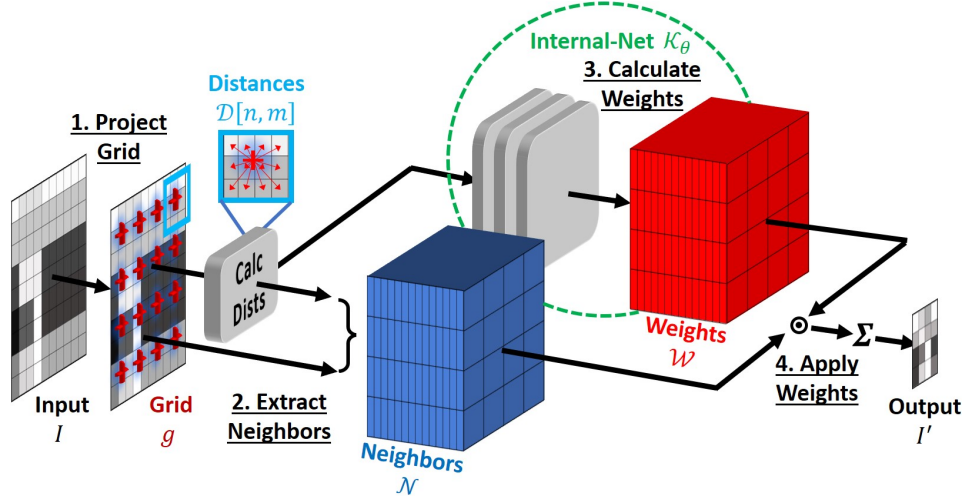 Internal-Net 𝒦_θ
3. Calculate
Weights
Distances
𝒟[n, m]
1. Project
Grid
Calc
Dists
Weights
𝒲
4. Apply
Weights
⊙
Σ
Input
I
Grid
g
2. Extract
Neighbors
Neighbors
𝒩
Output
I′